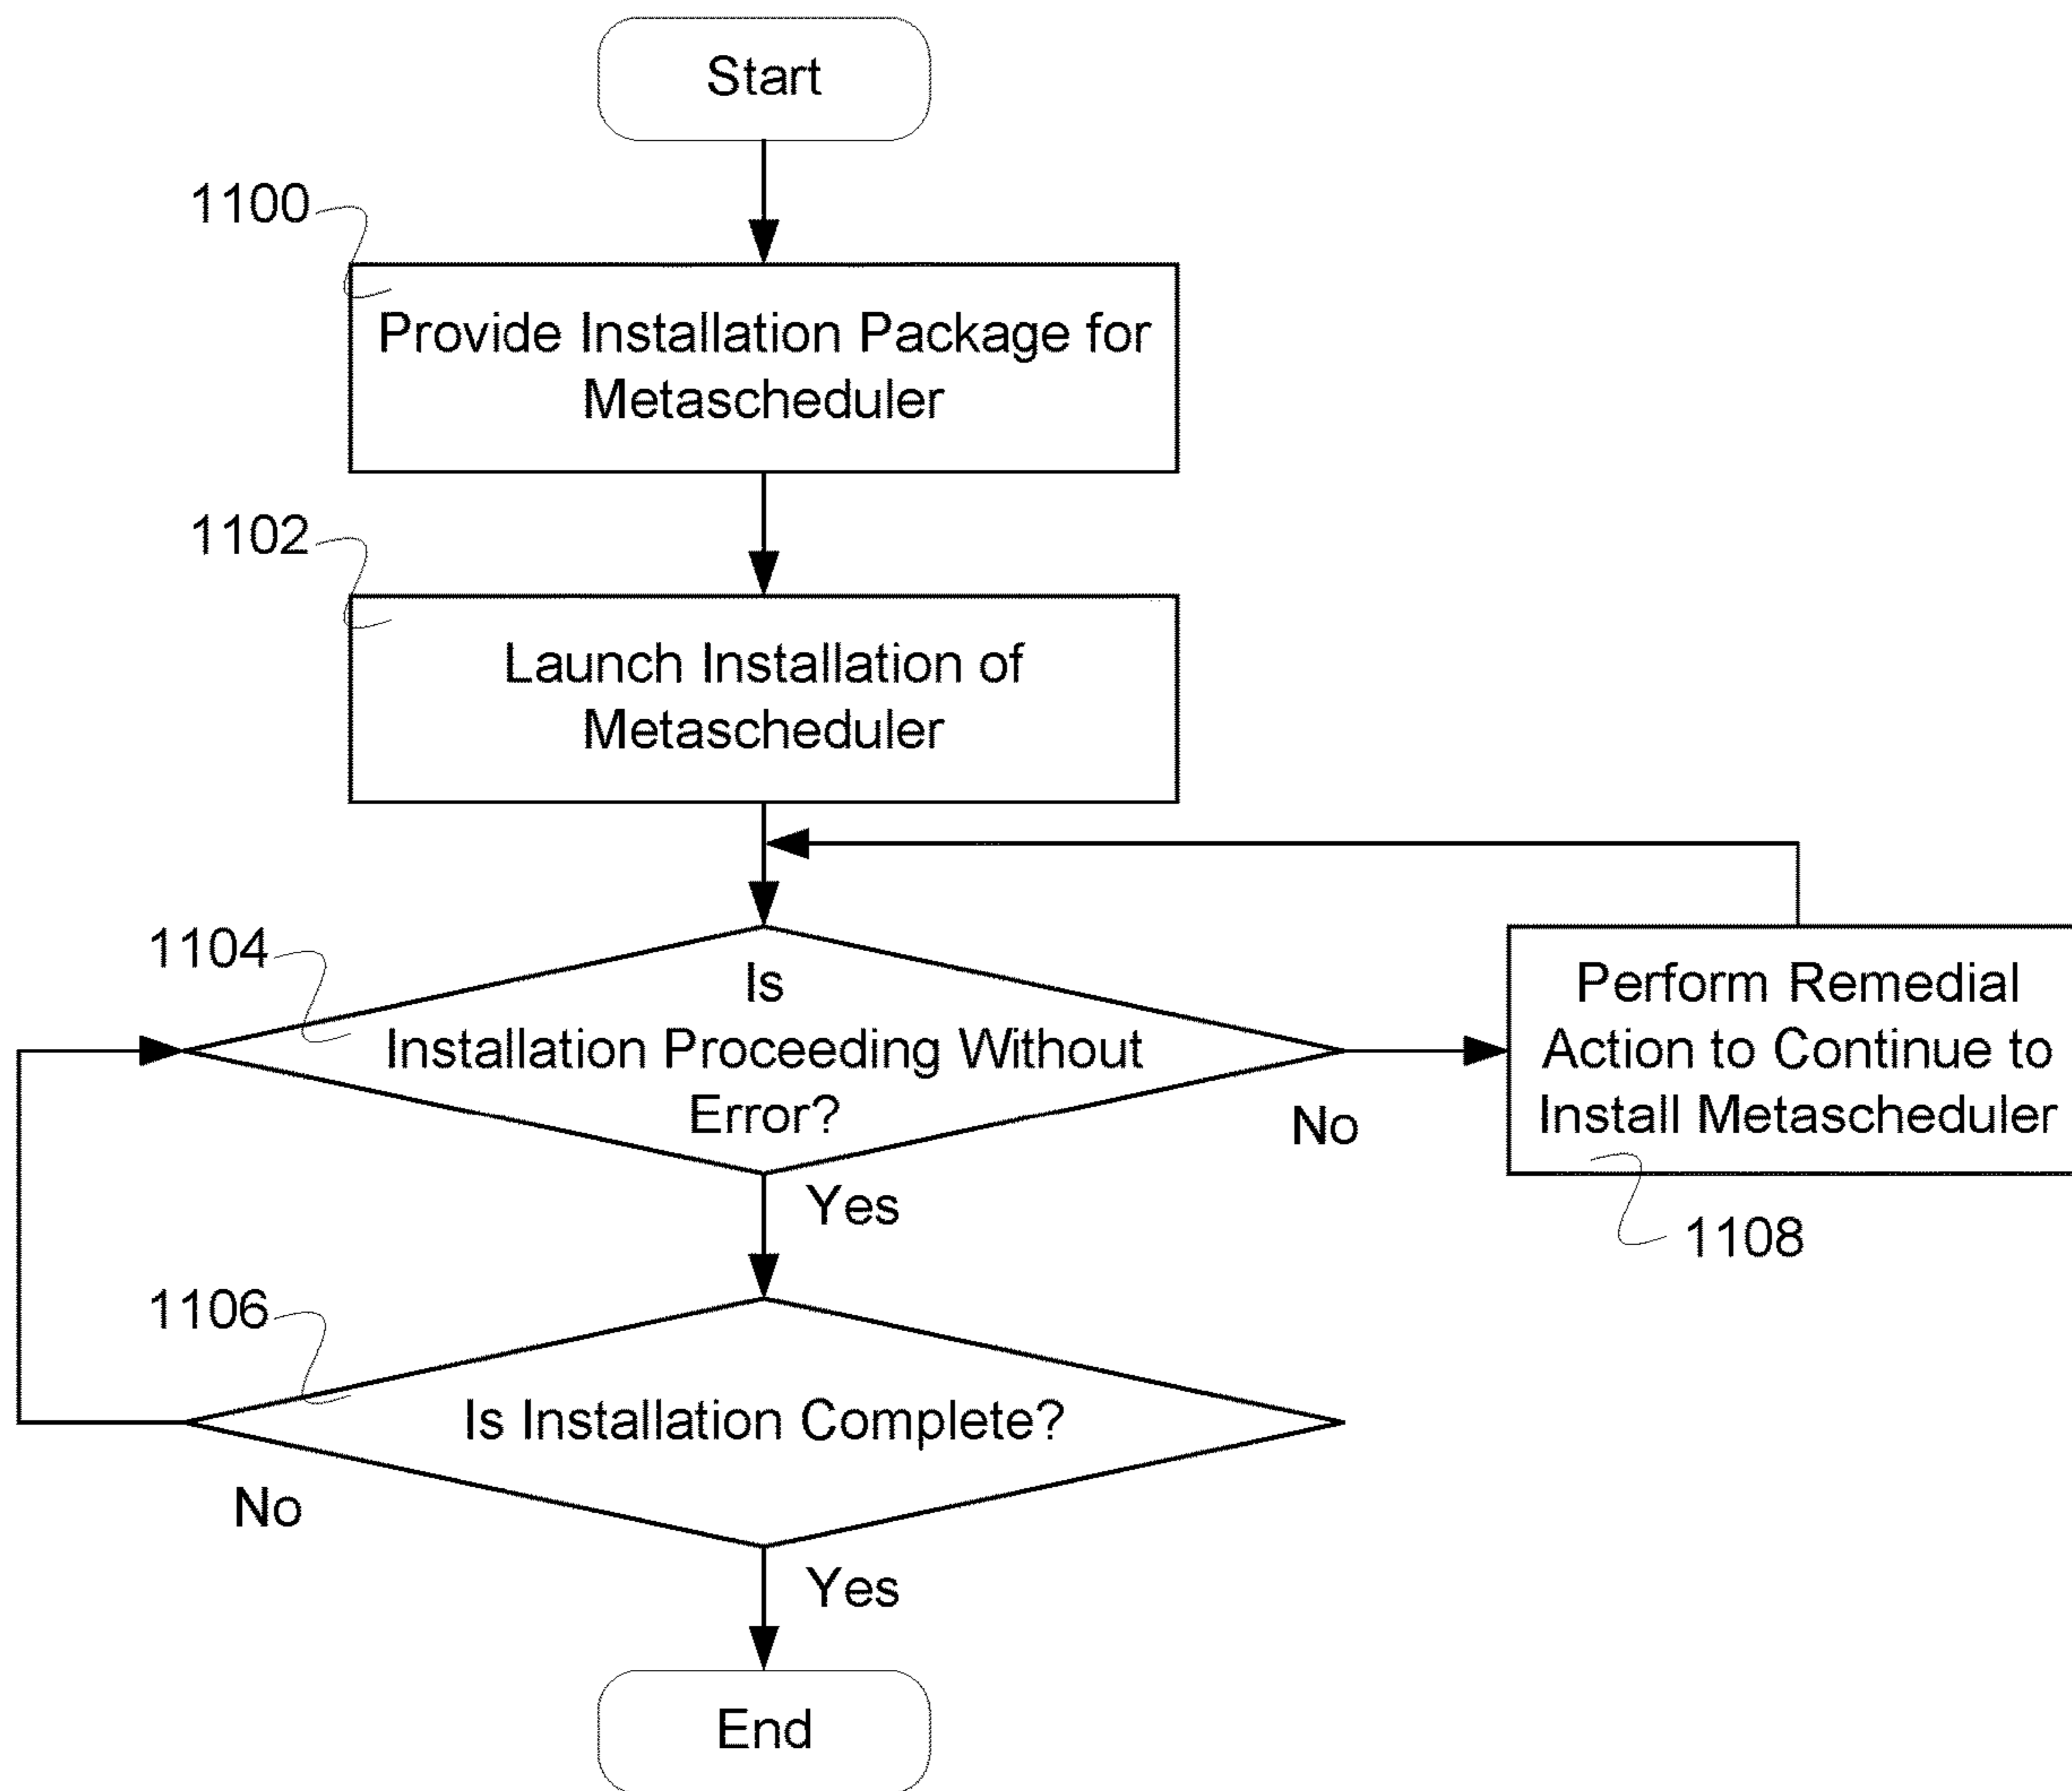 Start
1100
Provide Installation Package for
Metascheduler
1102
Launch Installation of
Metascheduler
1104
Is
Installation Proceeding Without
Error?
No
Perform Remedial
Action to Continue to
Install Metascheduler
1108
Yes
1106
Is Installation Complete?
No
Yes
End